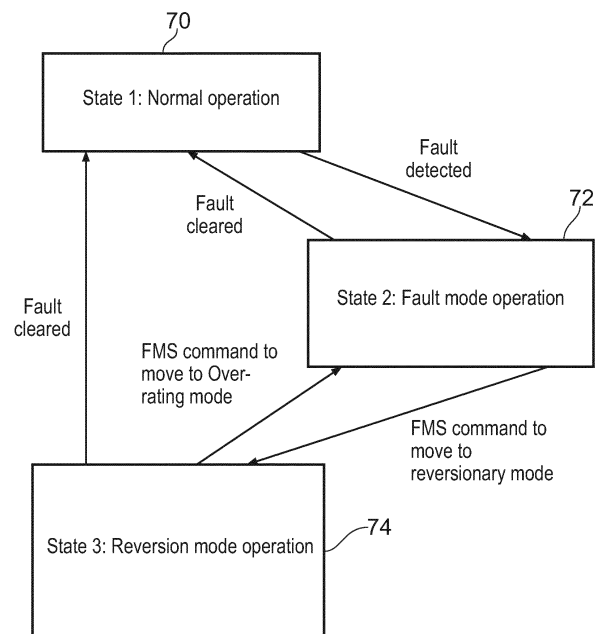 70
State 1: Normal operation
Fault
detected
72
Fault
cleared
State 2: Fault mode operation
Fault
cleared
FMS command to
move to Over-
rating mode
FMS command to
move to
reversionary mode
74
State 3: Reversion mode operation